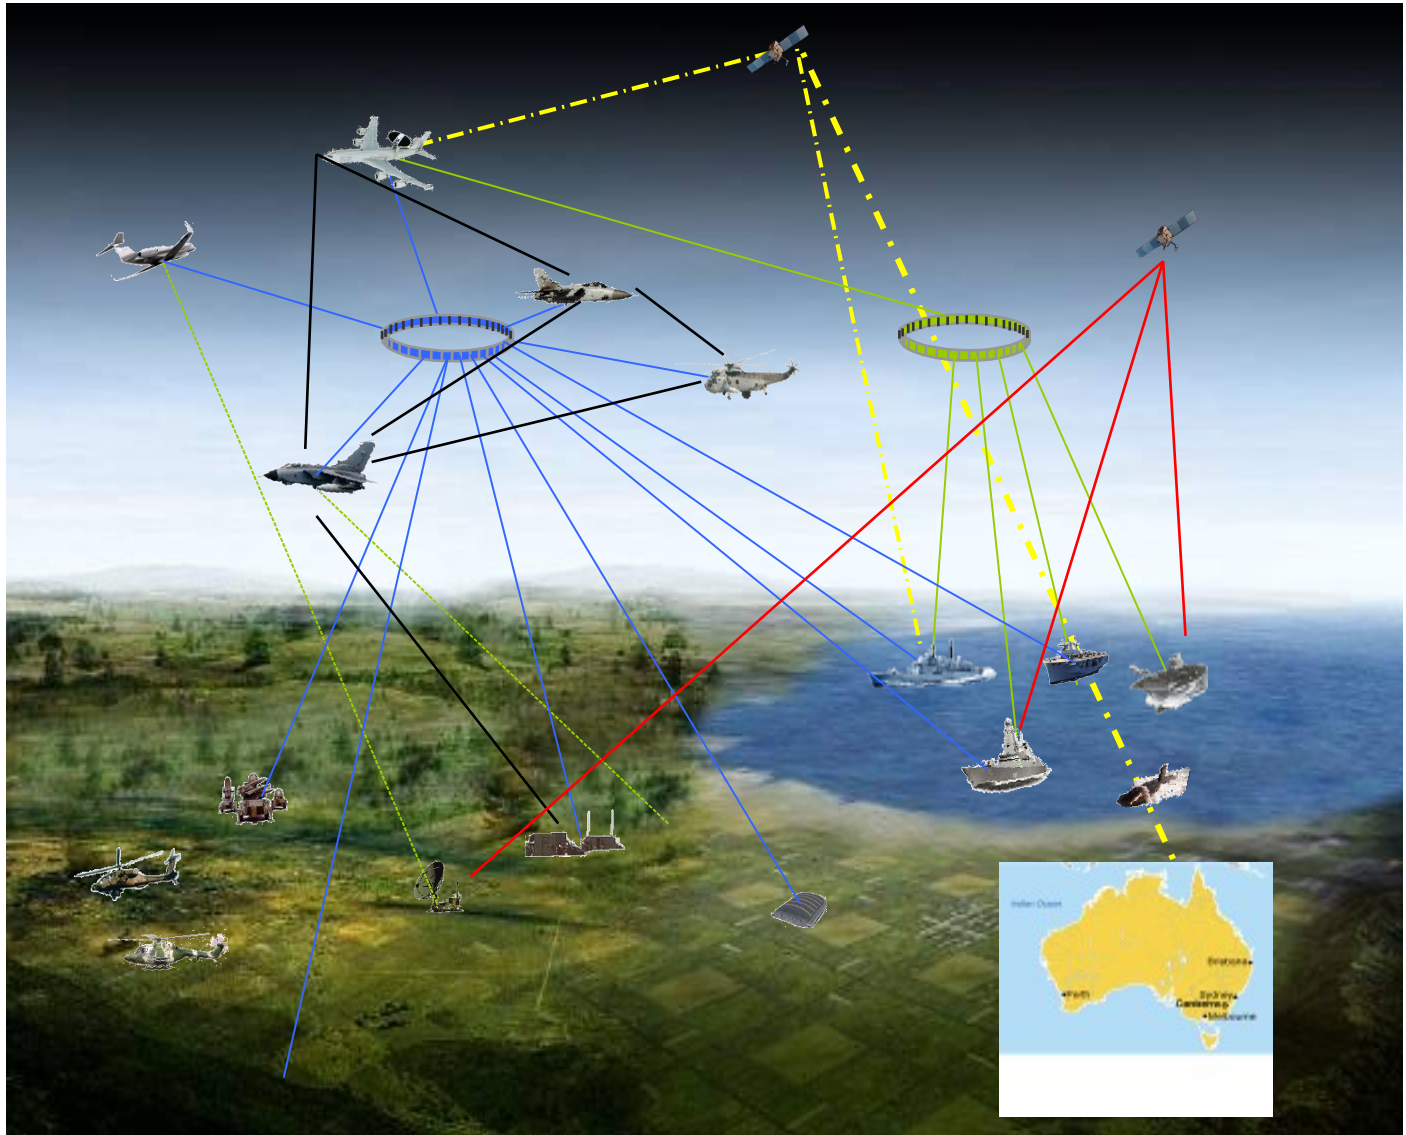 Indian Ocean
Brisbane
Perth
Sydney
Canberra
Melbourne